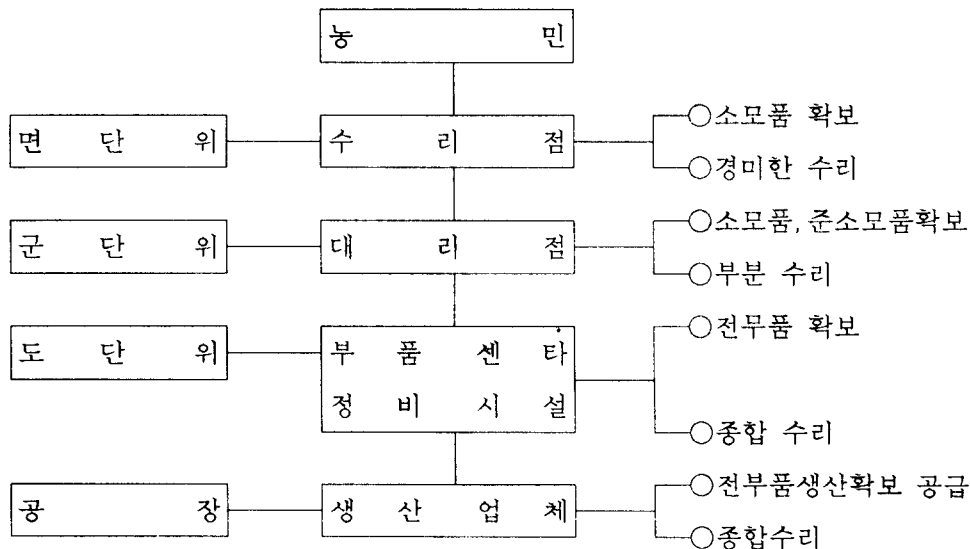 농민
면단위
수리점
○소모품 확보
○경미한 수리
군단위
대리점
○소모품, 준소모품확보
○부분 수리
도단위
부품센타
정비시설
○전무품 확보
○종합 수리
공장
생산업체
○전부품생산확보 공급
○종합수리